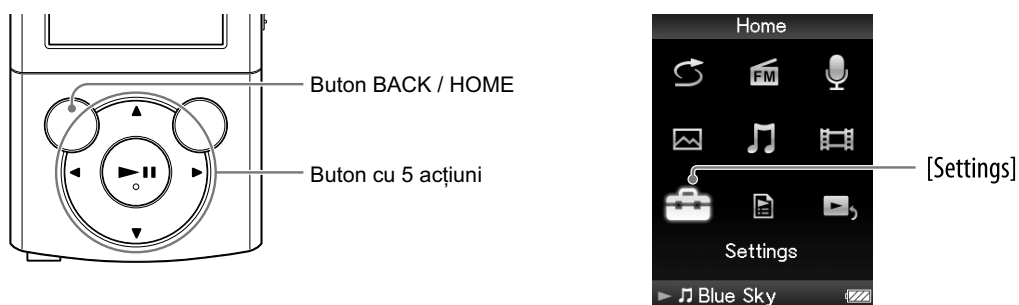 Buton BACK / HOME
Buton cu 5 acțiuni
Home
FM
[Settings]
Settings
Blue Sky